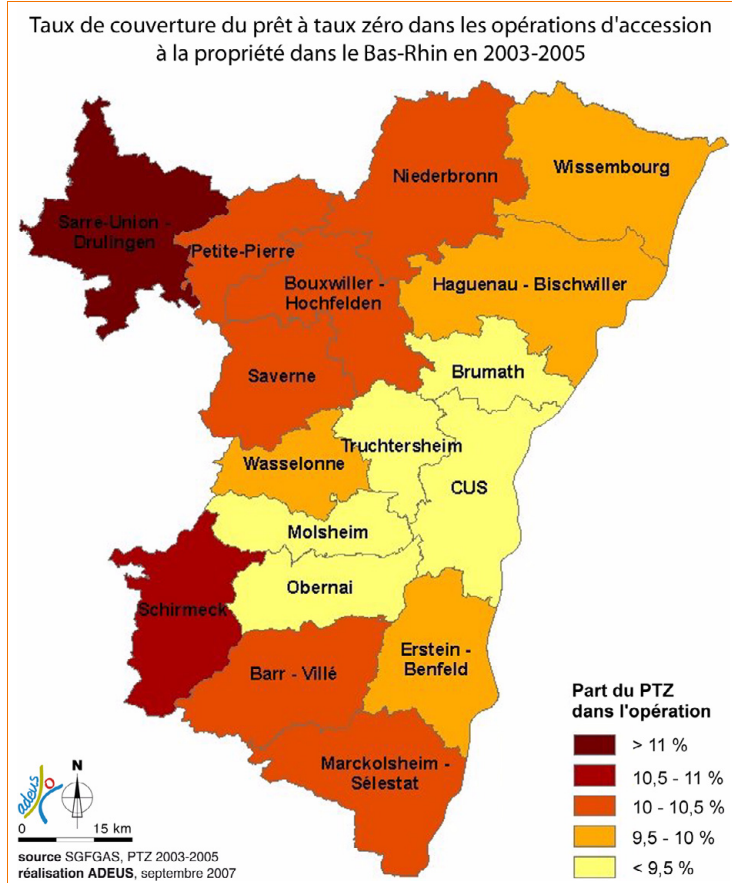 Taux de couverture du prêt à taux zéro dans les opérations d'accession
à la propriété dans le Bas-Rhin en 2003-2005
Niederbronn
Wissembourg
Sarre-Union -
Drulingen
Petite-Pierre
Bouxwiller -
Hochfelden
Haguenau - Bischwiller
Saverne
Brumath
Truchtersheim
Wasselonne
CUS
Molsheim
Obernai
Schirmeck
Erstein -
Benfeld
Barr - Villé
Marckolsheim -
Sélestat
Part du PTZ
dans l'opération
> 11 %
10,5 - 11 %
10 - 10,5 %
9,5 - 10 %
< 9,5 %
adeus
N
0 15 km
source SGFGAS, PTZ 2003-2005
réalisation ADEUS, septembre 2007